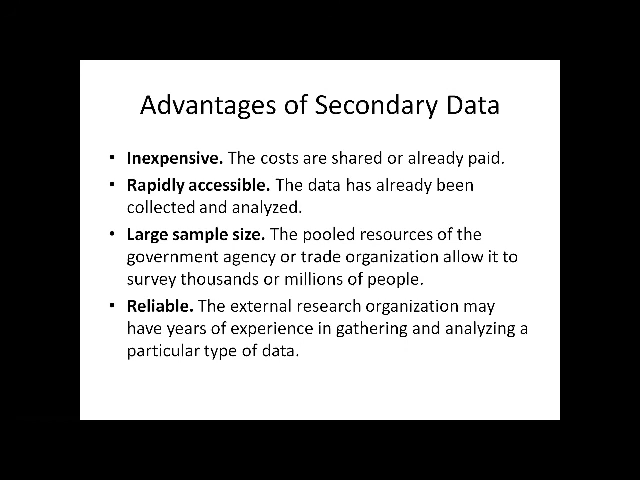 Advantages of Secondary Data
▪ Inexpensive. The costs are shared or already paid.
▪ Rapidly accessible. The data has already been
collected and analyzed.
• Large sample size. The pooled resources of the
government agency or trade organization allow it to
survey thousands or millions of people.
▪ Reliable. The external research organization may
have years of experience in gathering and analyzing a
particular type of data.